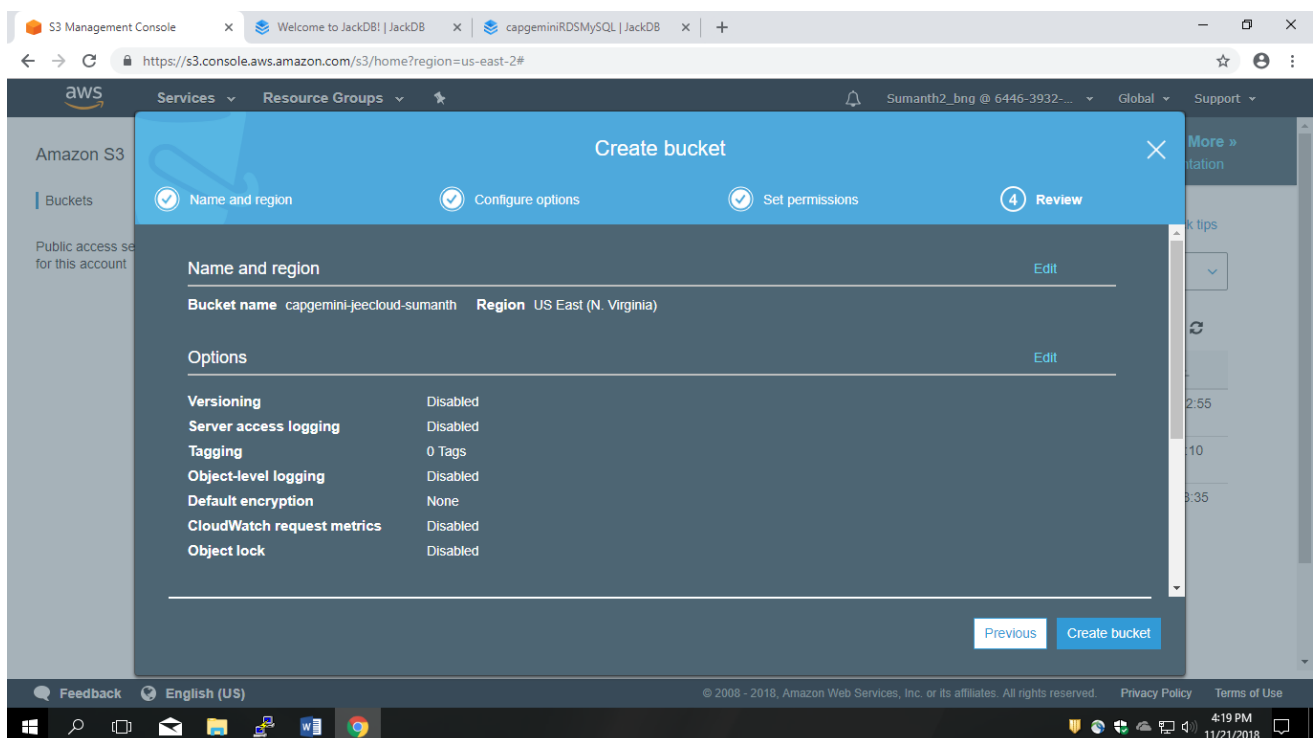 S3 Management Console
Welcome to JackDB! | JackDB
capgeminiRDSMySQL | JackDB
https://s3.console.aws.amazon.com/s3/home?region=us-east-2#
aws
Services
Resource Groups
Sumanth2_bng @ 6446-3932-...
Global
Support
Amazon S3
Buckets
Public access se
for this account
More »
ntation
k tips
2:55
:10
3:35
Create bucket
Name and region
Configure options
Set permissions
4 Review
Name and region Edit
Bucket name capgemini-jeecloud-sumanth Region US East (N. Virginia)
Options Edit
Versioning Disabled
Server access logging Disabled
Tagging 0 Tags
Object-level logging Disabled
Default encryption None
CloudWatch request metrics Disabled
Object lock Disabled
Previous Create bucket
Feedback English (US) © 2008 - 2018, Amazon Web Services, Inc. or its affiliates. All rights reserved. Privacy Policy Terms of Use
4:19 PM
11/21/2018